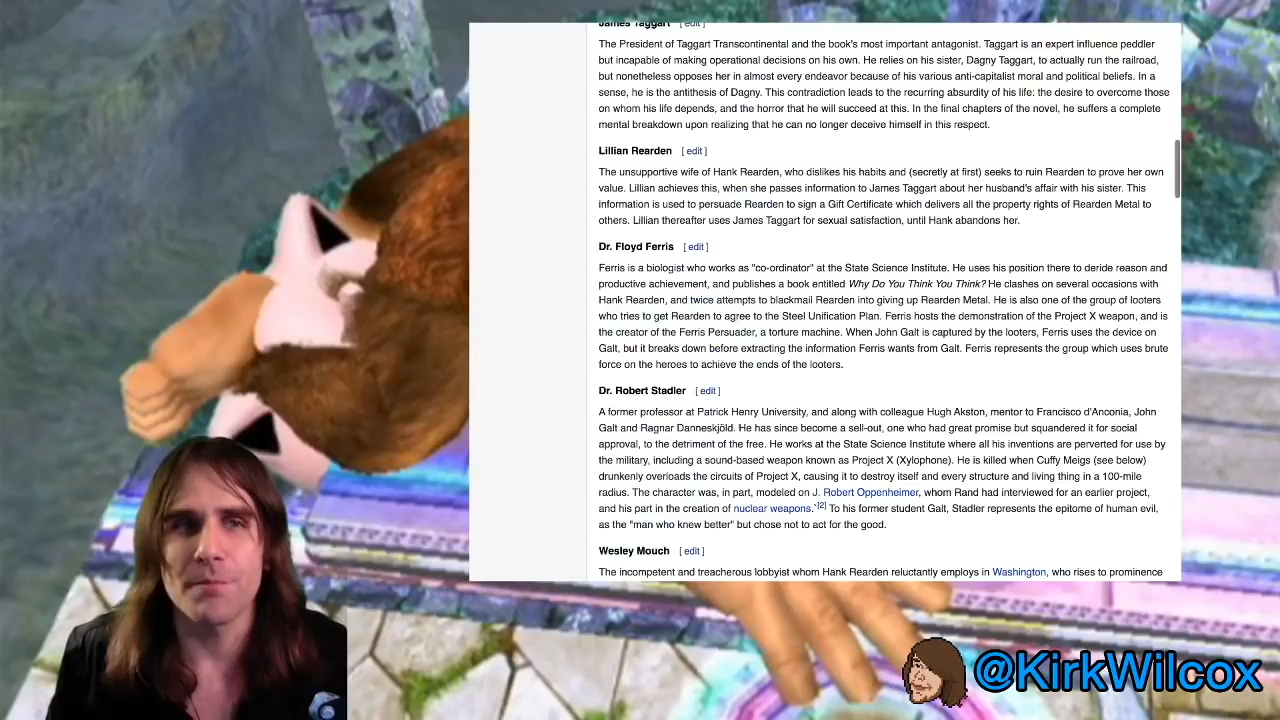 James Taggart [ edit ]
The President of Taggart Transcontinental and the book's most important antagonist. Taggart is an expert influence peddler
but incapable of making operational decisions on his own. He relies on his sister, Dagny Taggart, to actually run the railroad,
but nonetheless opposes her in almost every endeavor because of his various anti-capitalist moral and political beliefs. In a
sense, he is the antithesis of Dagny. This contradiction leads to the recurring absurdity of his life: the desire to overcome those
on whom his life depends, and the horror that he will succeed at this. In the final chapters of the novel, he suffers a complete
mental breakdown upon realizing that he can no longer deceive himself in this respect.
Lillian Rearden [ edit ]
The unsupportive wife of Hank Rearden, who dislikes his habits and (secretly at first) seeks to ruin Rearden to prove her own
value. Lillian achieves this, when she passes information to James Taggart about her husband's affair with his sister. This
information is used to persuade Rearden to sign a Gift Certificate which delivers all the property rights of Rearden Metal to
others. Lillian thereafter uses James Taggart for sexual satisfaction, until Hank abandons her.
Dr. Floyd Ferris [ edit ]
Ferris is a biologist who works as "co-ordinator" at the State Science Institute. He uses his position there to deride reason and
productive achievement, and publishes a book entitled Why Do You Think You Think? He clashes on several occasions with
Hank Rearden, and twice attempts to blackmail Rearden into giving up Rearden Metal. He is also one of the group of looters
who tries to get Rearden to agree to the Steel Unification Plan. Ferris hosts the demonstration of the Project X weapon, and is
the creator of the Ferris Persuader, a torture machine. When John Galt is captured by the looters, Ferris uses the device on
Galt, but it breaks down before extracting the information Ferris wants from Galt. Ferris represents the group which uses brute
force on the heroes to achieve the ends of the looters.
Dr. Robert Stadler [ edit ]
A former professor at Patrick Henry University, and along with colleague Hugh Akston, mentor to Francisco d'Anconia, John
Galt and Ragnar Danneskjöld. He has since become a sell-out, one who had great promise but squandered it for social
approval, to the detriment of the free. He works at the State Science Institute where all his inventions are perverted for use by
the military, including a sound-based weapon known as Project X (Xylophone). He is killed when Cuffy Meigs (see below)
drunkenly overloads the circuits of Project X, causing it to destroy itself and every structure and living thing in a 100-mile
radius. The character was, in part, modeled on J. Robert Oppenheimer, whom Rand had interviewed for an earlier project,
and his part in the creation of nuclear weapons.`[2] To his former student Galt, Stadler represents the epitome of human evil,
as the "man who knew better" but chose not to act for the good.
Wesley Mouch [ edit ]
The incompetent and treacherous lobbyist whom Hank Rearden reluctantly employs in Washington, who rises to prominence
@KirkWilcox